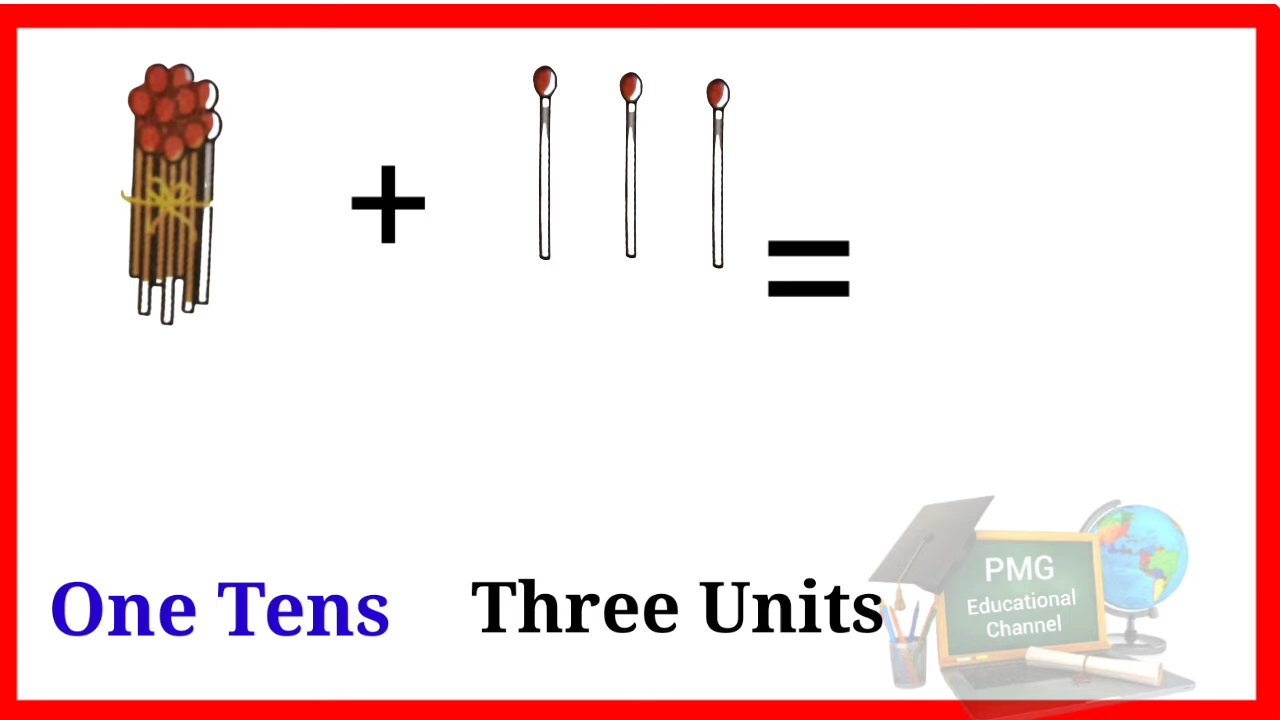 +
=
One Tens
Three Units
PMG
Educational
Channel